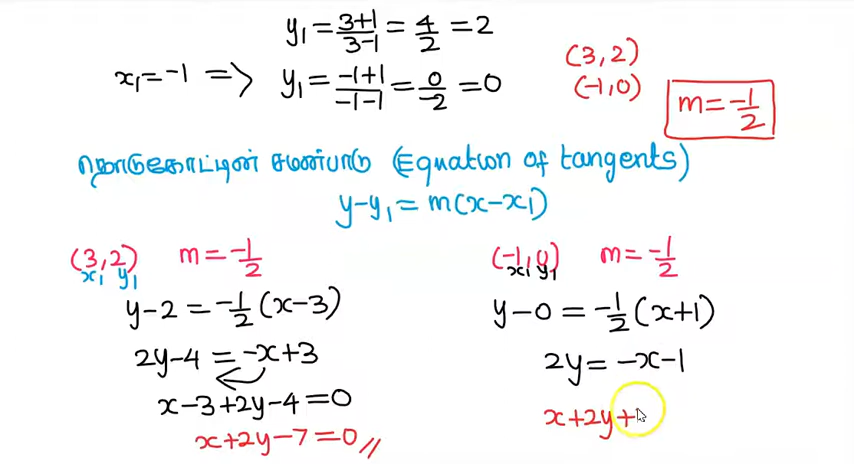 y₁ = (3+1)/(3-1) = 4/2 = 2
x₁ = -1 => y₁ = (-1+1)/(-1-1) = 0/-2 = 0
(3, 2)
(-1, 0)
m = -1/2
தொடுகோட்டின் சமன்பாடு (Equation of tangents)
y-y₁ = m(x-x₁)
(3, 2) m = -1/2
x₁ y₁
y-2 = -1/2 (x-3)
2y-4 = -x+3
x-3+2y-4=0
x+2y-7=0 //
(-1, 0) m = -1/2
x₁ y₁
y-0 = -1/2 (x+1)
2y = -x-1
x+2y+